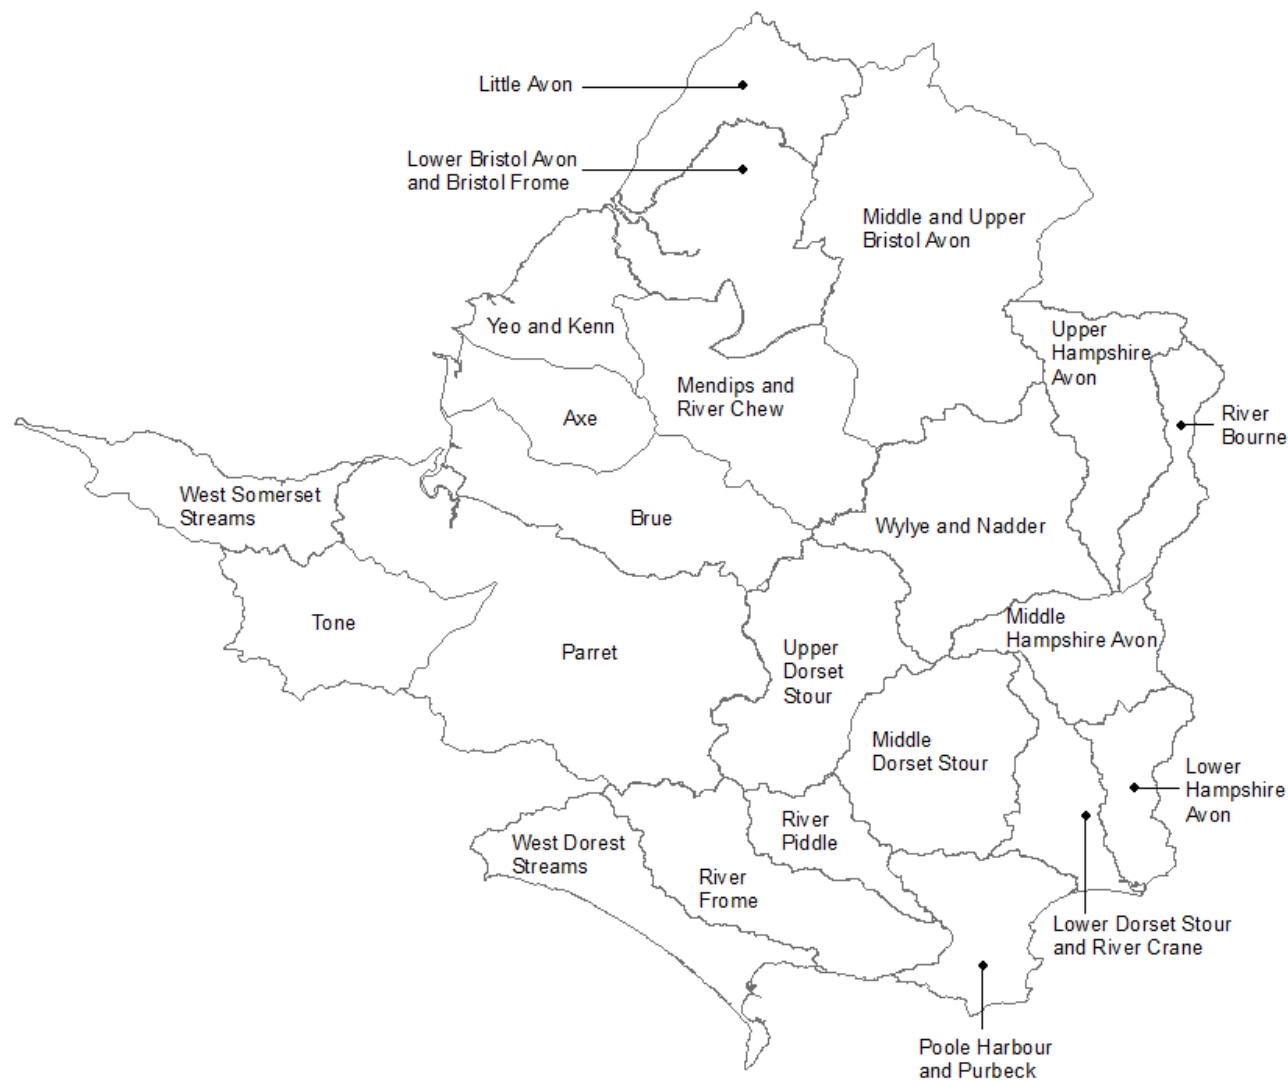 Little Avon
Lower Bristol Avon
and Bristol Frome
Middle and Upper
Bristol Avon
Yeo and Kenn
Upper
Hampshire
Avon
Mendips and
River Chew
Axe
River
Bourne
West Somerset
Streams
Brue
Wylye and Nadder
Tone
Parret
Middle
Hampshire Avon
Upper
Dorset
Stour
Middle
Dorset Stour
Lower
Hampshire
Avon
River
Piddle
West Dorest
Streams
River
Frome
Lower Dorset Stour
and River Crane
Poole Harbour
and Purbeck